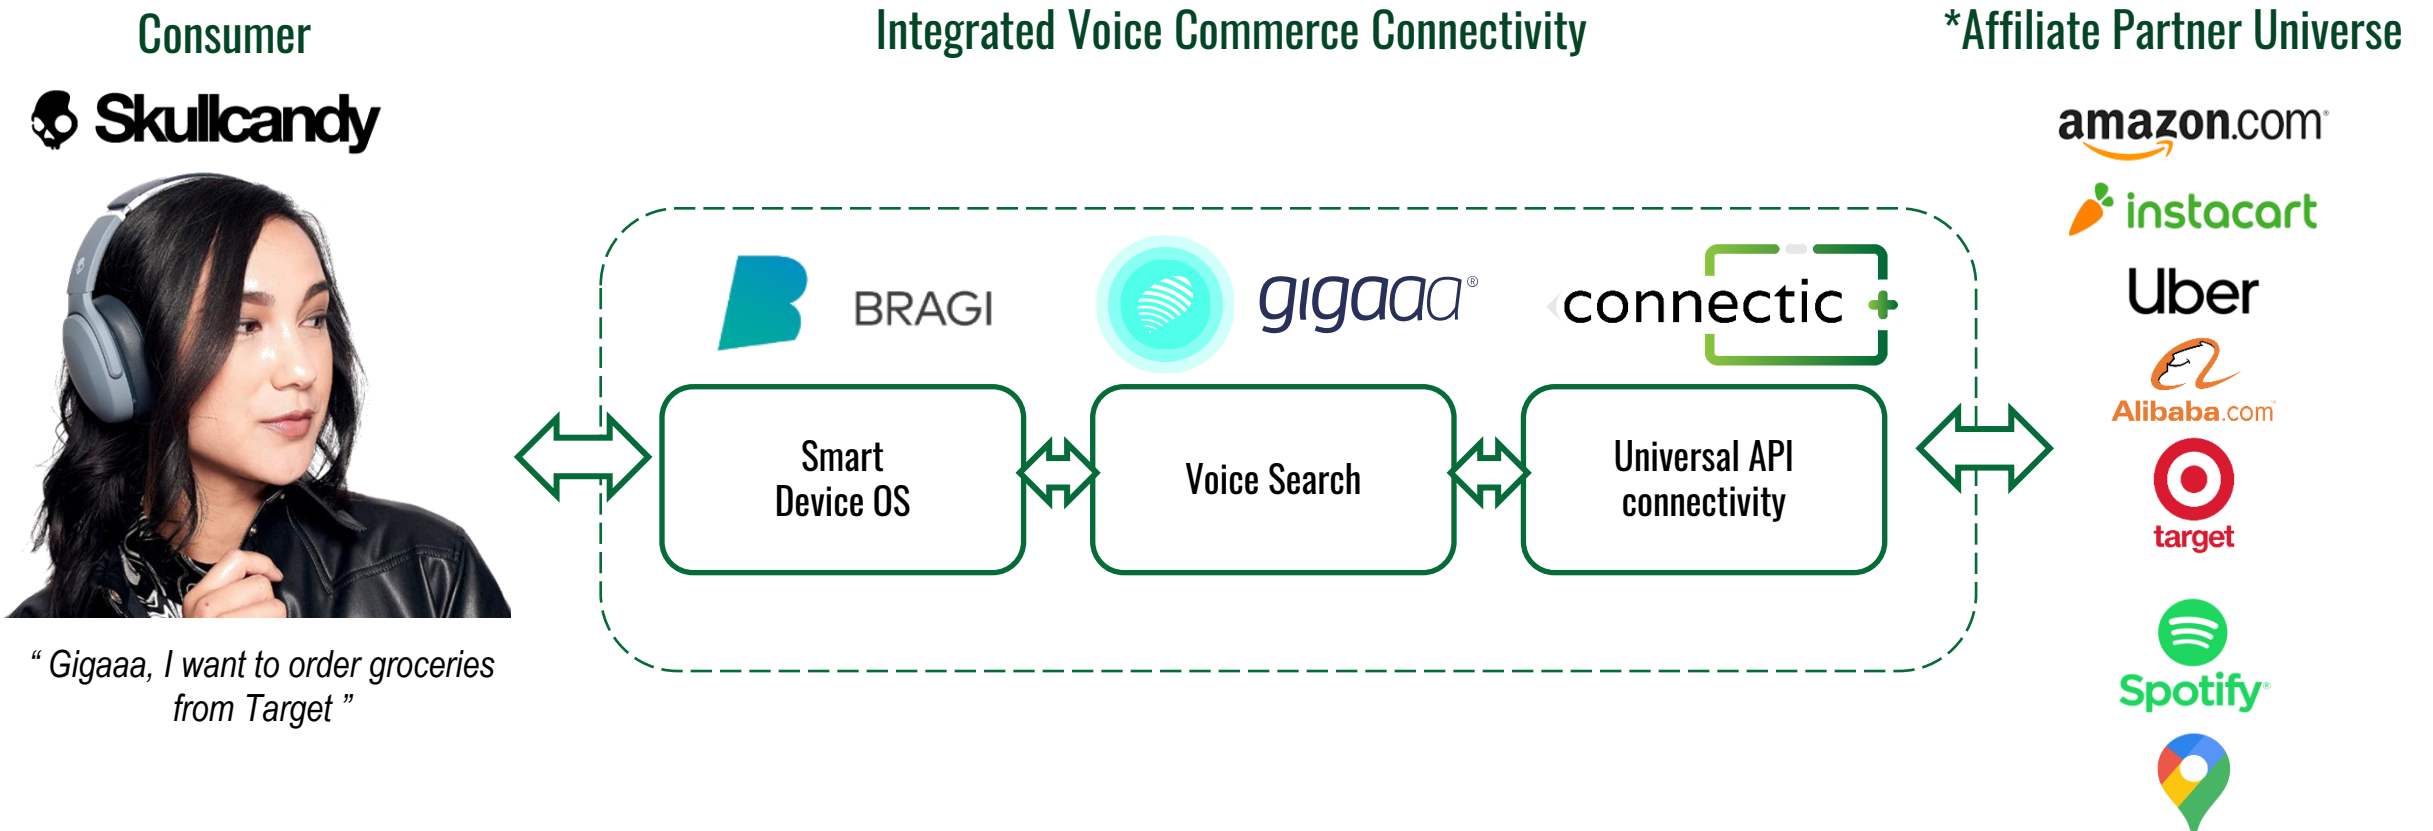 Consumer
Skullcandy
“ Gigaaa, I want to order groceries
from Target ”
Integrated Voice Commerce Connectivity
BRAGI
gigaaa®
connectic
Smart
Device OS
Voice Search
Universal API
connectivity
*Affiliate Partner Universe
amazon.com®
instacart
Uber
Alibaba.com™
target
Spotify®